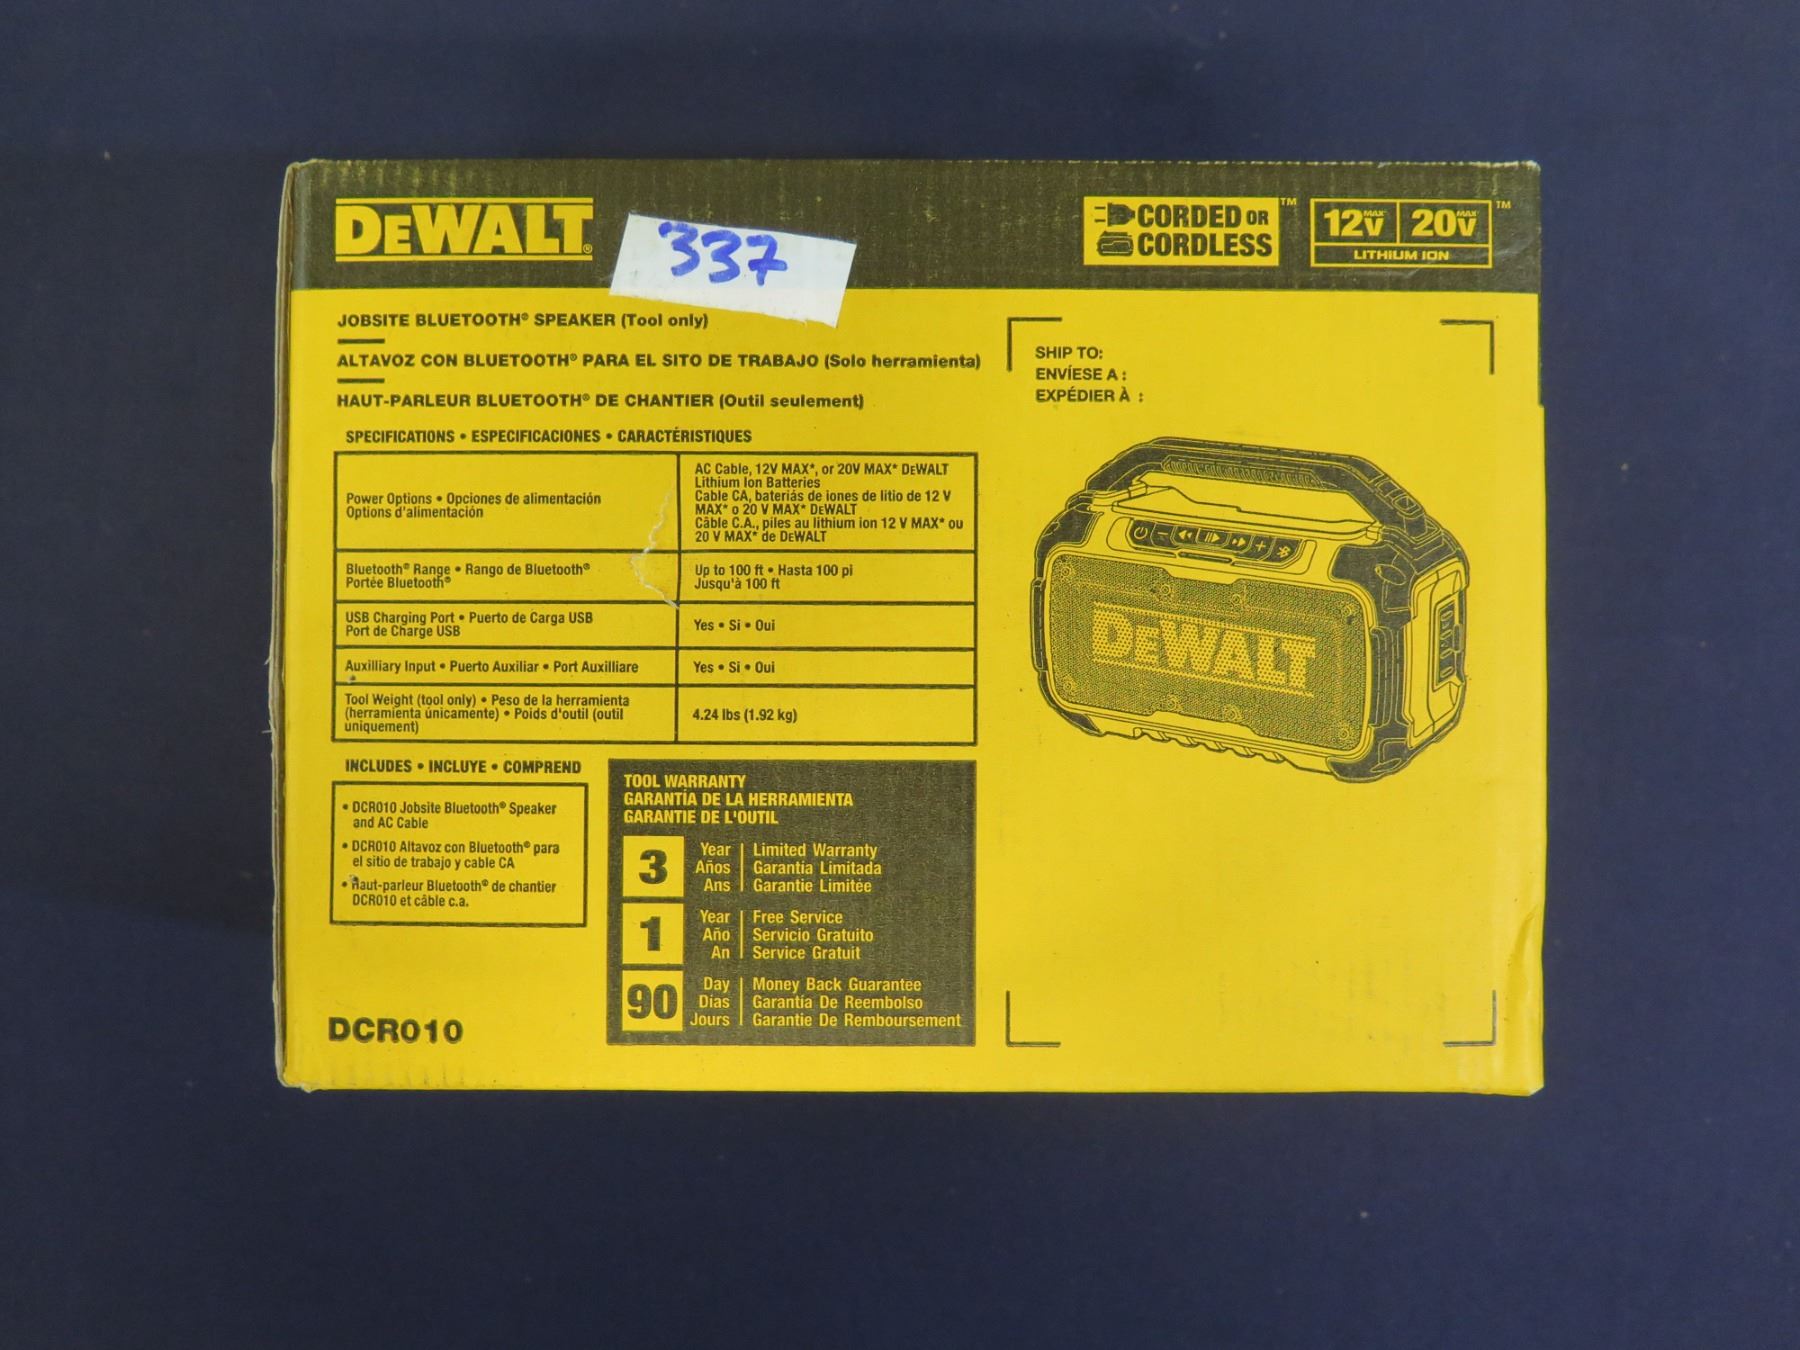 DEWALT®
337
CORDED OR
CORDLESS™
12V MAX* 20V MAX*™
LITHIUM ION
JOBSITE BLUETOOTH® SPEAKER (Tool only)
ALTAVOZ CON BLUETOOTH® PARA EL SITO DE TRABAJO (Solo herramienta)
HAUT-PARLEUR BLUETOOTH® DE CHANTIER (Outil seulement)
SPECIFICATIONS • ESPECIFICACIONES • CARACTÉRISTIQUES
Power Options • Opciones de alimentación
Options d'alimentación
AC Cable, 12V MAX*, or 20V MAX* DEWALT
Lithium Ion Batteries
Cable CA, bateriás de iones de litio de 12 V
MAX* o 20 V MAX* DEWALT
Câble C.A., piles au lithium ion 12 V MAX* ou
20 V MAX* de DEWALT
Bluetooth® Range • Rango de Bluetooth®
Portée Bluetooth®
Up to 100 ft • Hasta 100 pi
Jusqu'à 100 ft
USB Charging Port • Puerto de Carga USB
Port de Charge USB
Yes • Si • Oui
Auxilliary Input • Puerto Auxiliar • Port Auxilliare
Yes • Si • Oui
Tool Weight (tool only) • Peso de la herramienta
(herramienta únicamente) • Poids d'outil (outil
uniquement)
4.24 lbs (1.92 kg)
INCLUDES • INCLUYE • COMPREND
• DCR010 Jobsite Bluetooth® Speaker
and AC Cable
• DCR010 Altavoz con Bluetooth® para
el sitio de trabajo y cable CA
• Haut-parleur Bluetooth® de chantier
DCR010 et câble c.a.
TOOL WARRANTY
GARANTÍA DE LA HERRAMIENTA
GARANTIE DE L'OUTIL
3
Year Limited Warranty
Años Garantía Limitada
Ans Garantie Limitée
1
Year Free Service
Año Servicio Gratuito
An Service Gratuit
90
Day Money Back Guarantee
Días Garantía De Reembolso
Jours Garantie De Remboursement
DCR010
SHIP TO:
ENVÍESE A :
EXPÉDIER À :
DEWALT